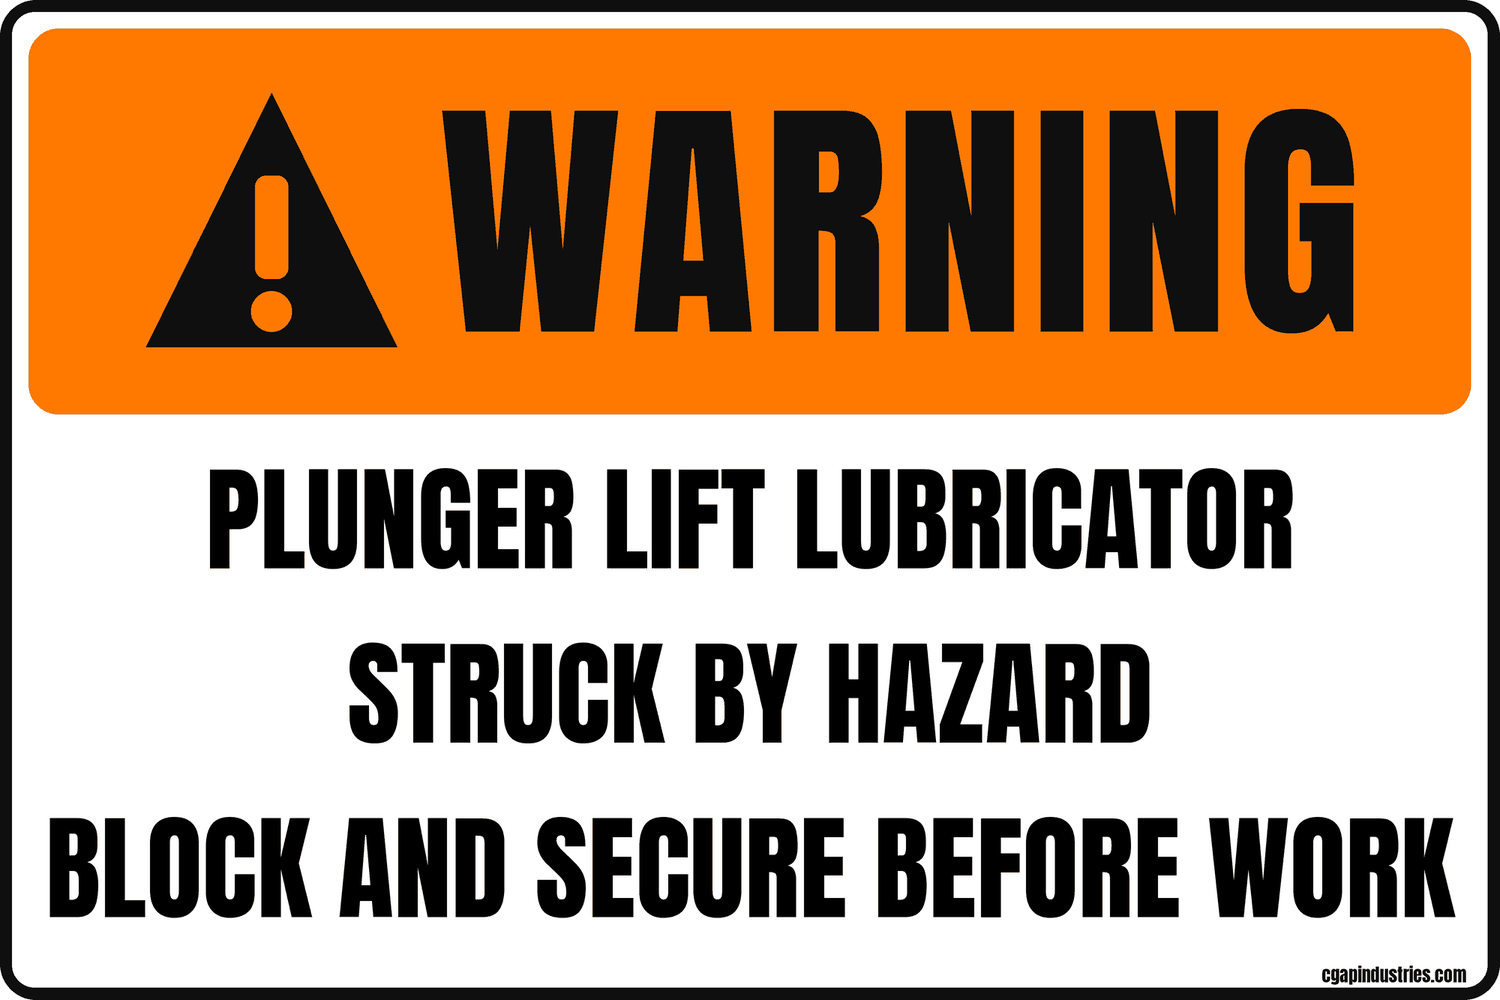 WARNING
PLUNGER LIFT LUBRICATOR
STRUCK BY HAZARD
BLOCK AND SECURE BEFORE WORK
cgapindustries.com